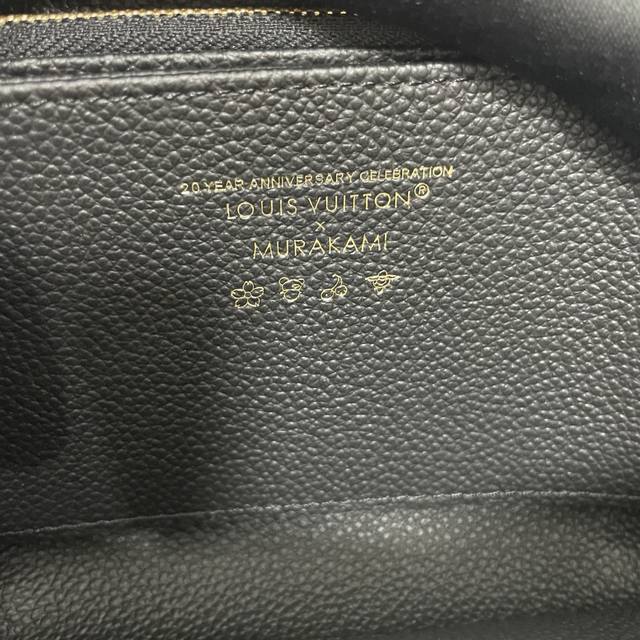 20 YEAR ANNIVERSARY CELEBRATION
LOUIS VUITTON®
×
MURAKAMI